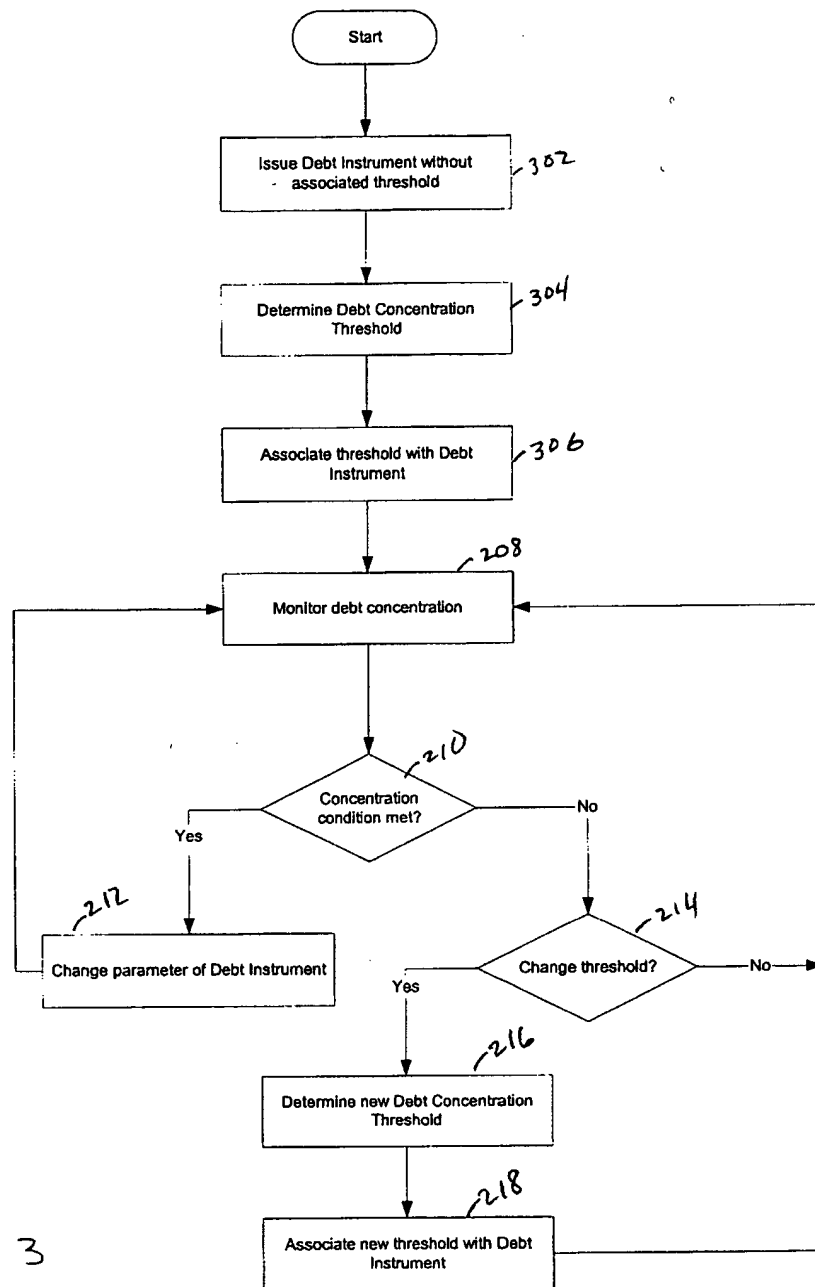 Start
Issue Debt Instrument without
associated threshold
302
Determine Debt Concentration
Threshold
304
Associate threshold with Debt
Instrument
306
208
Monitor debt concentration
210
Concentration
condition met?
Yes
No
212
Change parameter of Debt Instrument
214
Change threshold?
No
Yes
216
Determine new Debt Concentration
Threshold
218
Associate new threshold with Debt
Instrument
3